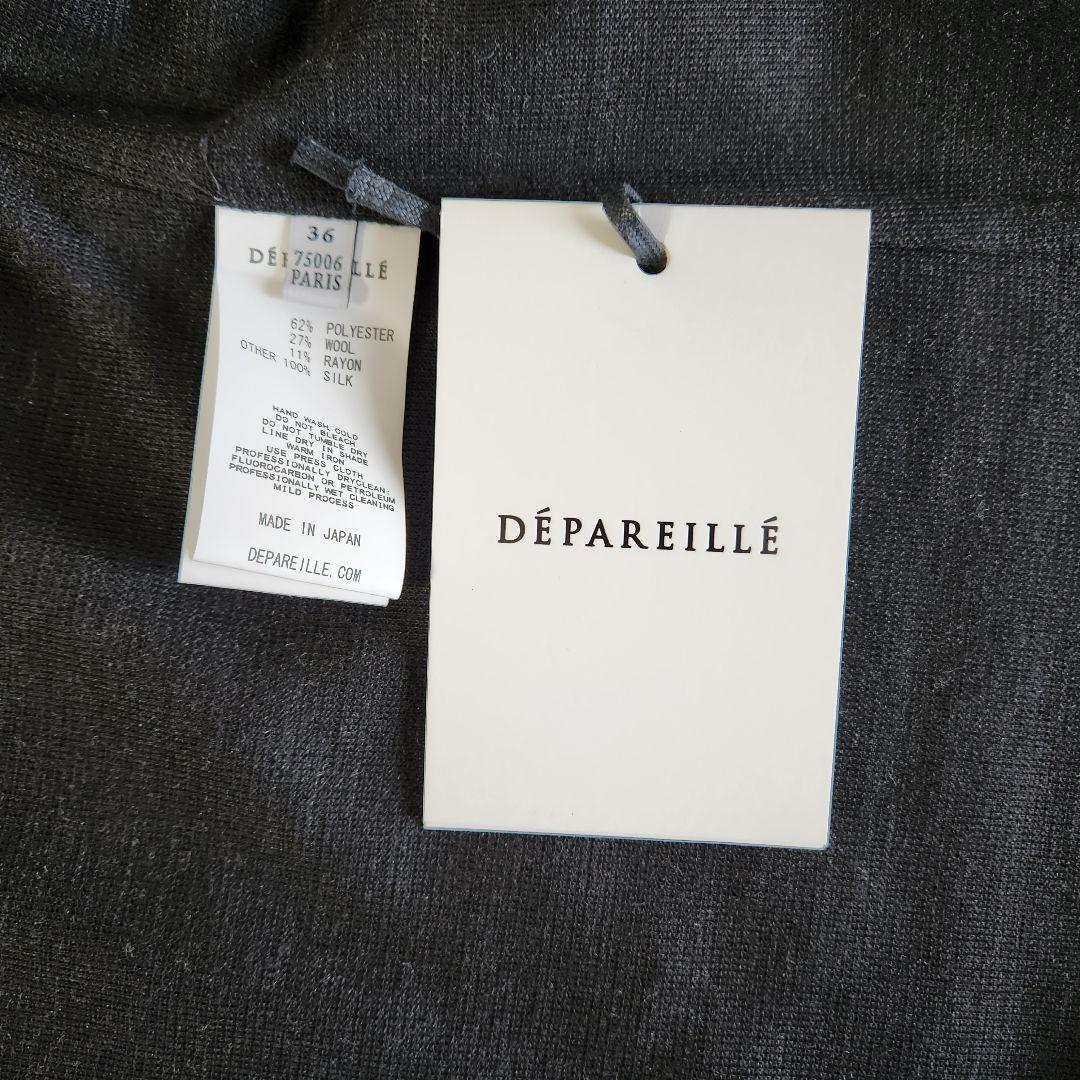 36
75006
PARIS
DÉPAREILLÉ
62% POLYESTER
27% WOOL
11% RAYON
OTHER 100% SILK
HAND WASH COLD
DO NOT BLEACH
DO NOT TUMBLE DRY
LINE DRY IN SHADE
WARM IRON
USE PRESS CLOTH
PROFESSIONALLY DRYCLEAN:
FLUOROCARBON OR PETROLEUM
PROFESSIONALLY WET CLEANING
MILD PROCESS
MADE IN JAPAN
DEPAREILLE.COM
DÉPAREILLÉ